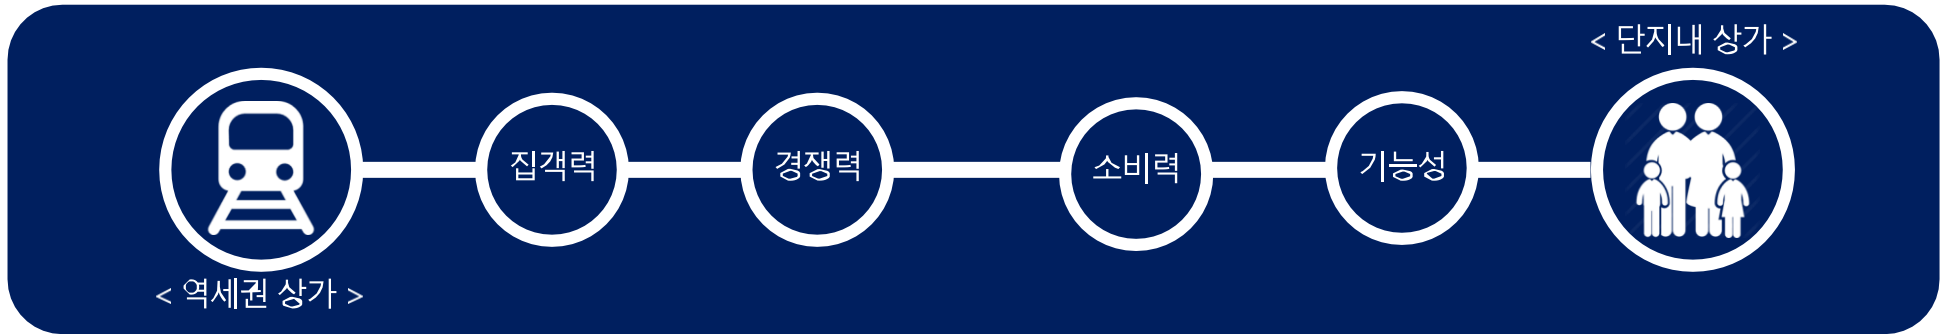 < 단지내 상가 >
집객력
경쟁력
소비력
기능성
< 역세권 상가 >